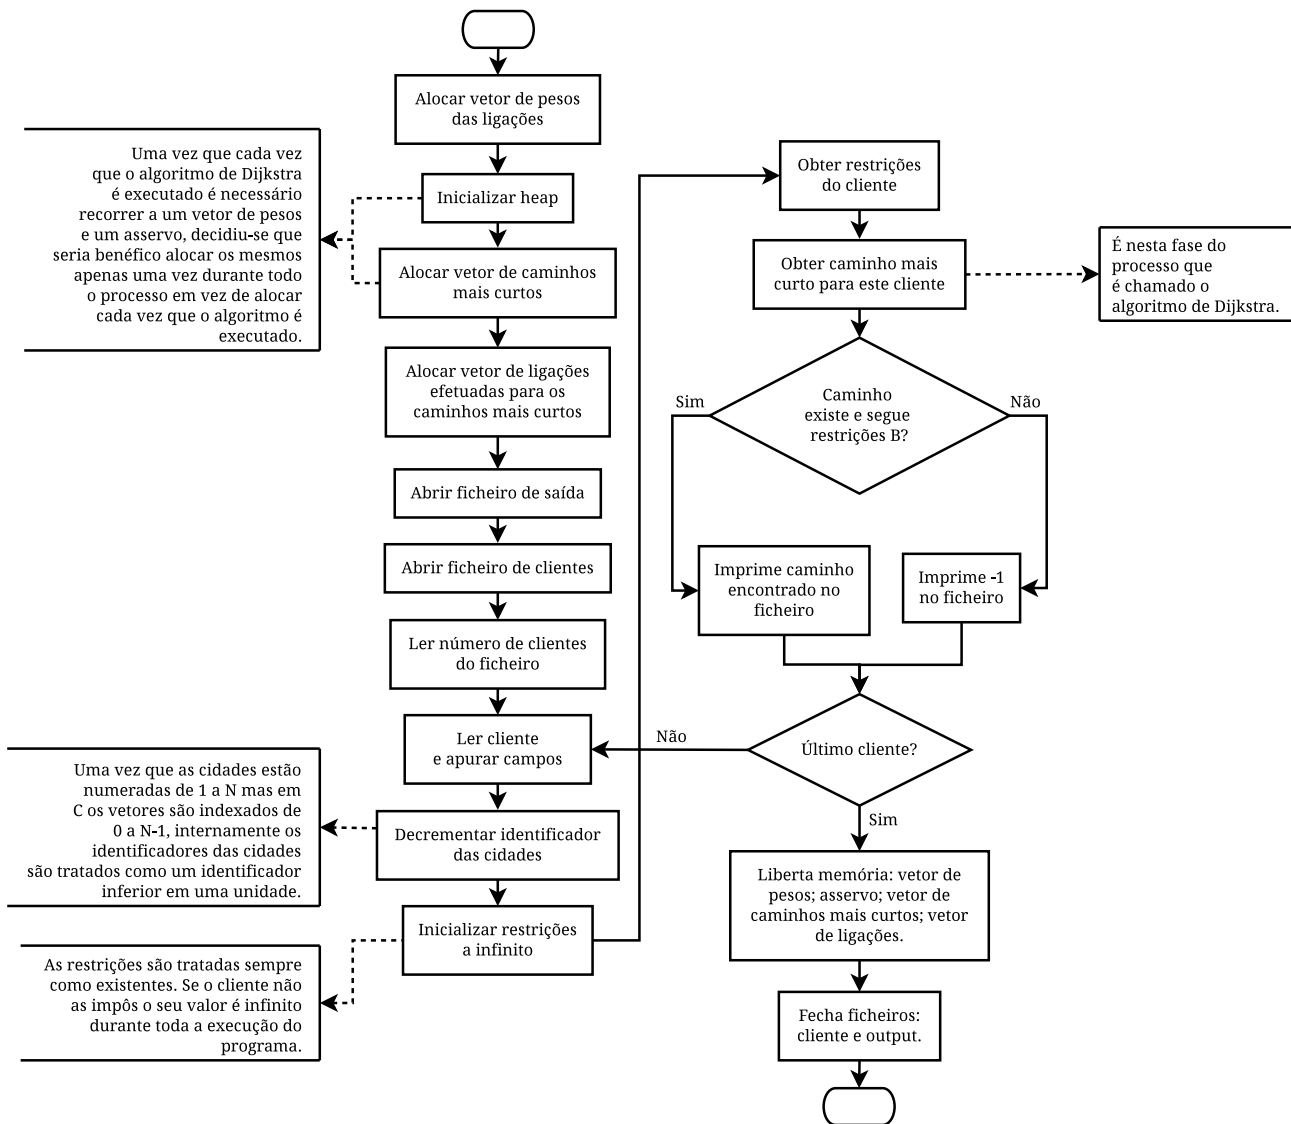 Alocar vetor de pesos
das ligações
Uma vez que cada vez
que o algoritmo de Dijkstra
é executado é necessário
recorrer a um vetor de pesos
e um asservo, decidiu-se que
seria benéfico alocar os mesmos
apenas uma vez durante todo
o processo em vez de alocar
cada vez que o algoritmo é
executado.
Inicializar heap
Alocar vetor de caminhos
mais curtos
Alocar vetor de ligações
efetuadas para os
caminhos mais curtos
Abrir ficheiro de saída
Abrir ficheiro de clientes
Ler número de clientes
do ficheiro
Ler cliente
e apurar campos
Uma vez que as cidades estão
numeradas de 1 a N mas em
C os vetores são indexados de
0 a N-1, internamente os
identificadores das cidades
são tratados como um identificador
inferior em uma unidade.
Decrementar identificador
das cidades
Inicializar restrições
a infinito
As restrições são tratadas sempre
como existentes. Se o cliente não
as impôs o seu valor é infinito
durante toda a execução do
programa.
Obter restrições
do cliente
Obter caminho mais
curto para este cliente
É nesta fase do
processo que
é chamado o
algoritmo de Dijkstra.
Caminho
existe e segue
restrições B?
Sim
Não
Imprime caminho
encontrado no
ficheiro
Imprime -1
no ficheiro
Último cliente?
Não
Sim
Liberta memória: vetor de
pesos; asservo; vetor de
caminhos mais curtos; vetor
de ligações.
Fecha ficheiros:
cliente e output.